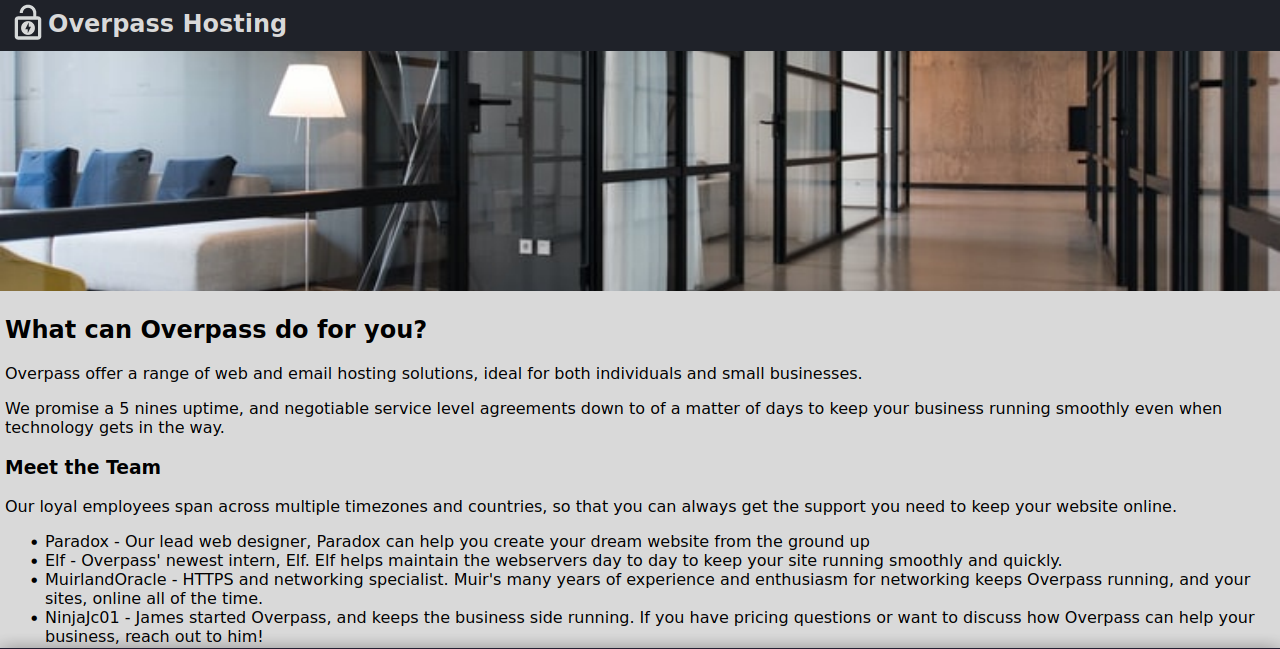 Overpass Hosting
What can Overpass do for you?
Overpass offer a range of web and email hosting solutions, ideal for both individuals and small businesses.
We promise a 5 nines uptime, and negotiable service level agreements down to of a matter of days to keep your business running smoothly even when
technology gets in the way.
Meet the Team
Our loyal employees span across multiple timezones and countries, so that you can always get the support you need to keep your website online.
• Paradox - Our lead web designer, Paradox can help you create your dream website from the ground up
• Elf - Overpass' newest intern, Elf. Elf helps maintain the webservers day to day to keep your site running smoothly and quickly.
• MuirlandOracle - HTTPS and networking specialist. Muir's many years of experience and enthusiasm for networking keeps Overpass running, and your
sites, online all of the time.
• NinjaJc01 - James started Overpass, and keeps the business side running. If you have pricing questions or want to discuss how Overpass can help your
business, reach out to him!